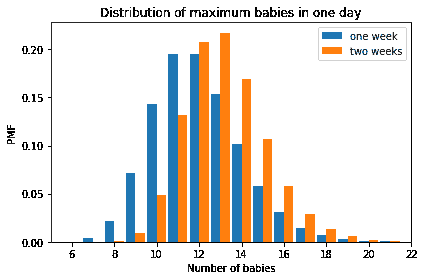 Distribution of maximum babies in one day
one week
two weeks
PMF
0.20
0.15
0.10
0.05
0.00
6 8 10 12 14 16 18 20 22
Number of babies